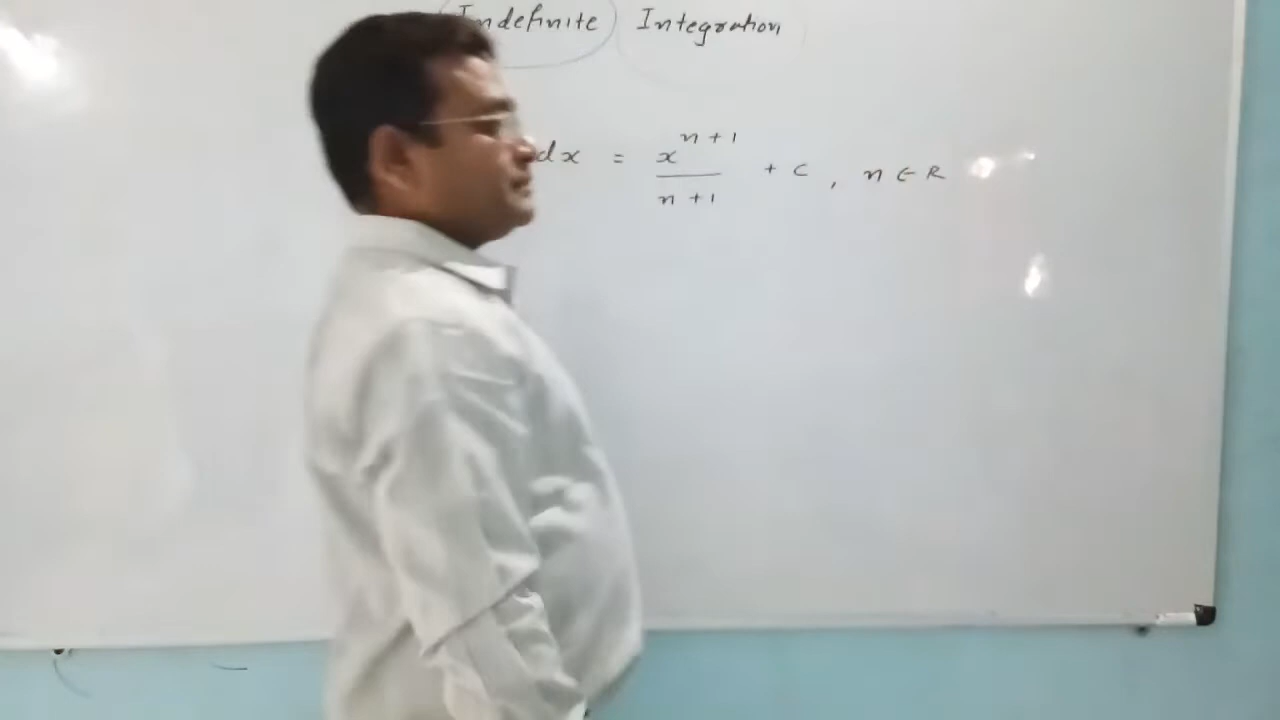 Indefinite Integration
dx = x^{n+1}/n+1 + c, n ∈ R